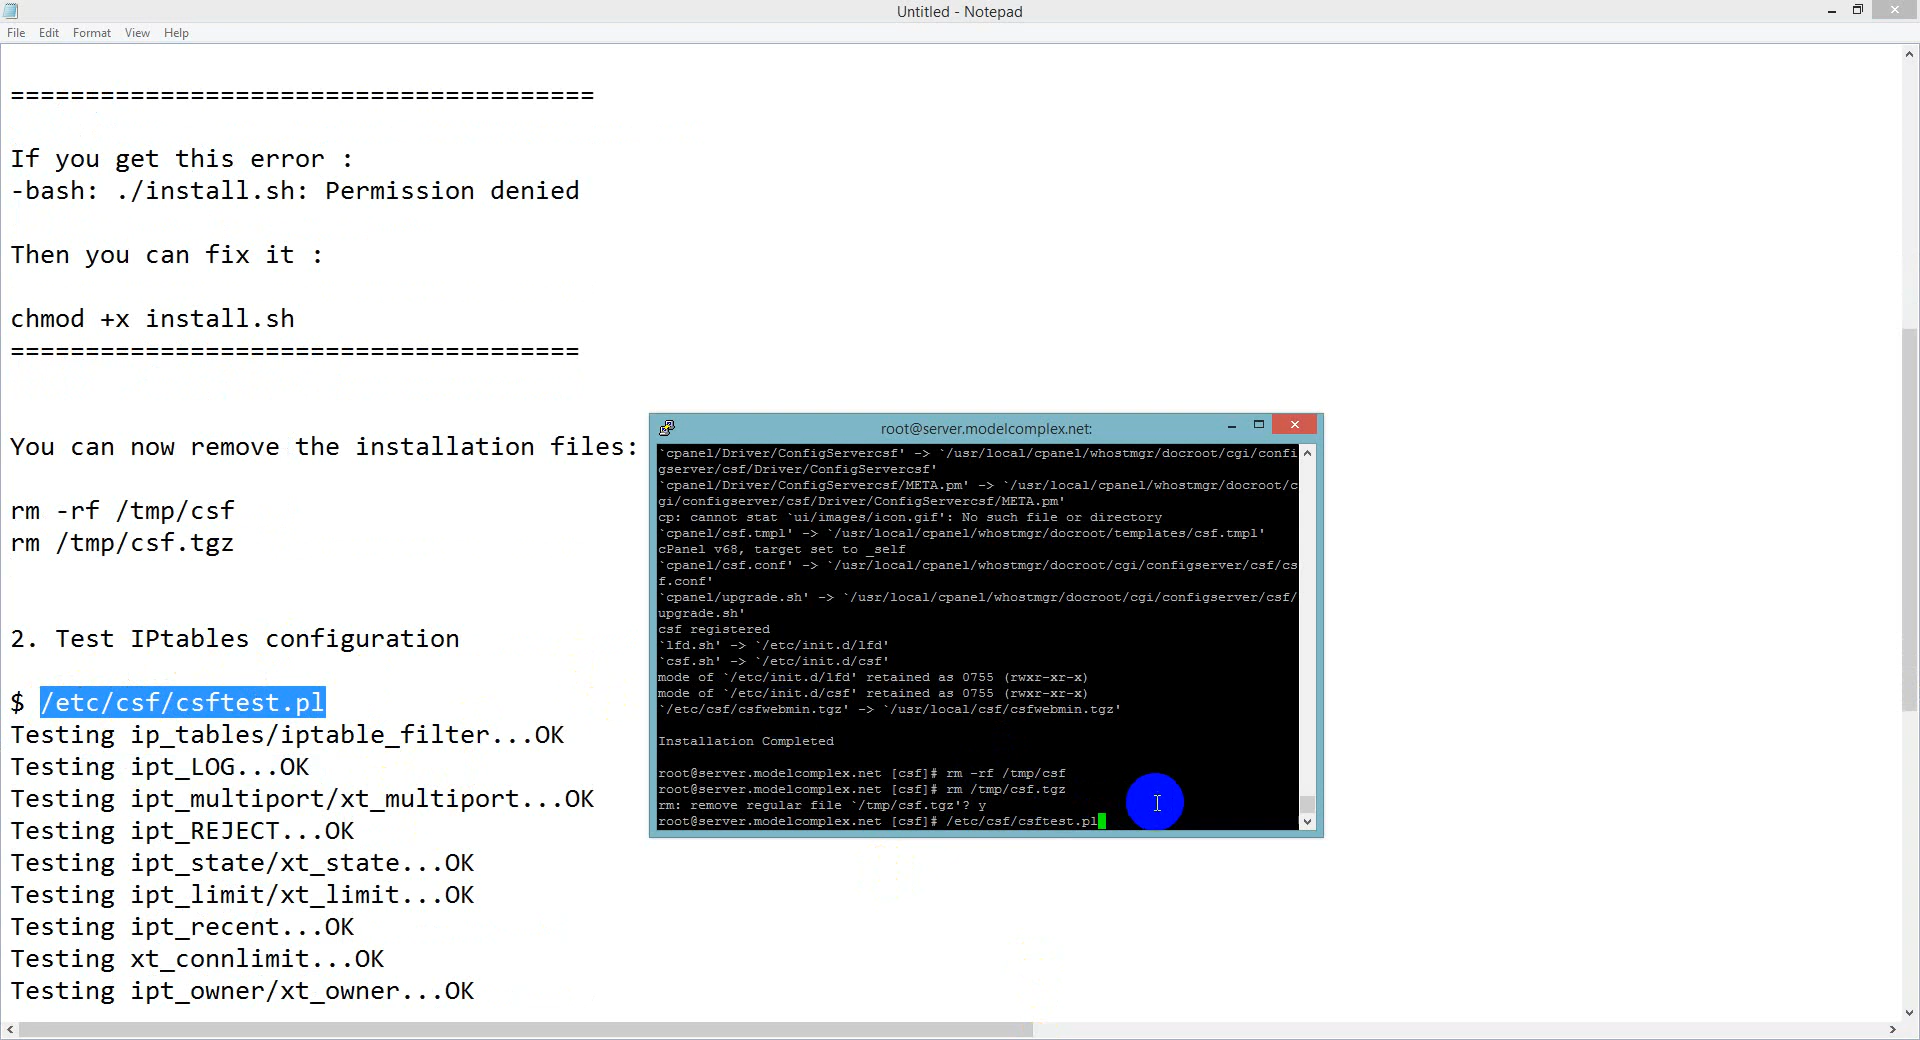 Untitled - Notepad
File Edit Format View Help
=======================================
If you get this error :
-bash: ./install.sh: Permission denied
Then you can fix it :
chmod +x install.sh
======================================
You can now remove the installation files:
rm -rf /tmp/csf
rm /tmp/csf.tgz
2. Test IPtables configuration
$ /etc/csf/csftest.pl
Testing ip_tables/iptable_filter...OK
Testing ipt_LOG...OK
Testing ipt_multiport/xt_multiport...OK
Testing ipt_REJECT...OK
Testing ipt_state/xt_state...OK
Testing ipt_limit/xt_limit...OK
Testing ipt_recent...OK
Testing xt_connlimit...OK
Testing ipt_owner/xt_owner...OK
root@server.modelcomplex.net:
`cpanel/Driver/ConfigServercsf' -> `/usr/local/cpanel/whostmgr/docroot/cgi/confi
gserver/csf/Driver/ConfigServercsf'
`cpanel/Driver/ConfigServercsf/META.pm' -> `/usr/local/cpanel/whostmgr/docroot/c
gi/configserver/csf/Driver/ConfigServercsf/META.pm'
cp: cannot stat `ui/images/icon.gif': No such file or directory
`cpanel/csf.tmpl' -> `/usr/local/cpanel/whostmgr/docroot/templates/csf.tmpl'
cPanel v68, target set to _self
`cpanel/csf.conf' -> `/usr/local/cpanel/whostmgr/docroot/cgi/configserver/csf/cs
f.conf'
`cpanel/upgrade.sh' -> `/usr/local/cpanel/whostmgr/docroot/cgi/configserver/csf/
upgrade.sh'
csf registered
`lfd.sh' -> `/etc/init.d/lfd'
`csf.sh' -> `/etc/init.d/csf'
mode of `/etc/init.d/lfd' retained as 0755 (rwxr-xr-x)
mode of `/etc/init.d/csf' retained as 0755 (rwxr-xr-x)
`/etc/csf/csfwebmin.tgz' -> `/usr/local/csf/csfwebmin.tgz'
Installation Completed
root@server.modelcomplex.net [csf]# rm -rf /tmp/csf
root@server.modelcomplex.net [csf]# rm /tmp/csf.tgz
rm: remove regular file `/tmp/csf.tgz'? y
root@server.modelcomplex.net [csf]# /etc/csf/csftest.pl